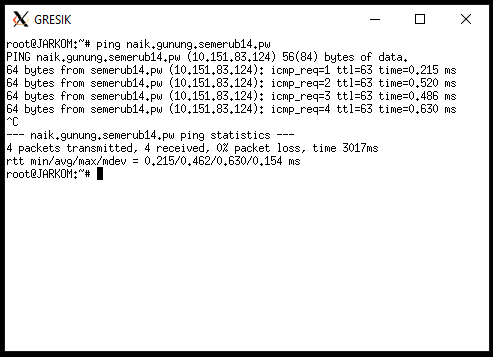 GRESIK
root@JARKOM:~# ping naik.gunung.semerub14.pw
PING naik.gunung.semerub14.pw (10.151.83.124) 56(84) bytes of data.
64 bytes from semerub14.pw (10.151.83.124): icmp_req=1 ttl=63 time=0.215 ms
64 bytes from semerub14.pw (10.151.83.124): icmp_req=2 ttl=63 time=0.520 ms
64 bytes from semerub14.pw (10.151.83.124): icmp_req=3 ttl=63 time=0.486 ms
64 bytes from semerub14.pw (10.151.83.124): icmp_req=4 ttl=63 time=0.630 ms
^C
--- naik.gunung.semerub14.pw ping statistics ---
4 packets transmitted, 4 received, 0% packet loss, time 3017ms
rtt min/avg/max/mdev = 0.215/0.462/0.630/0.154 ms
root@JARKOM:~#